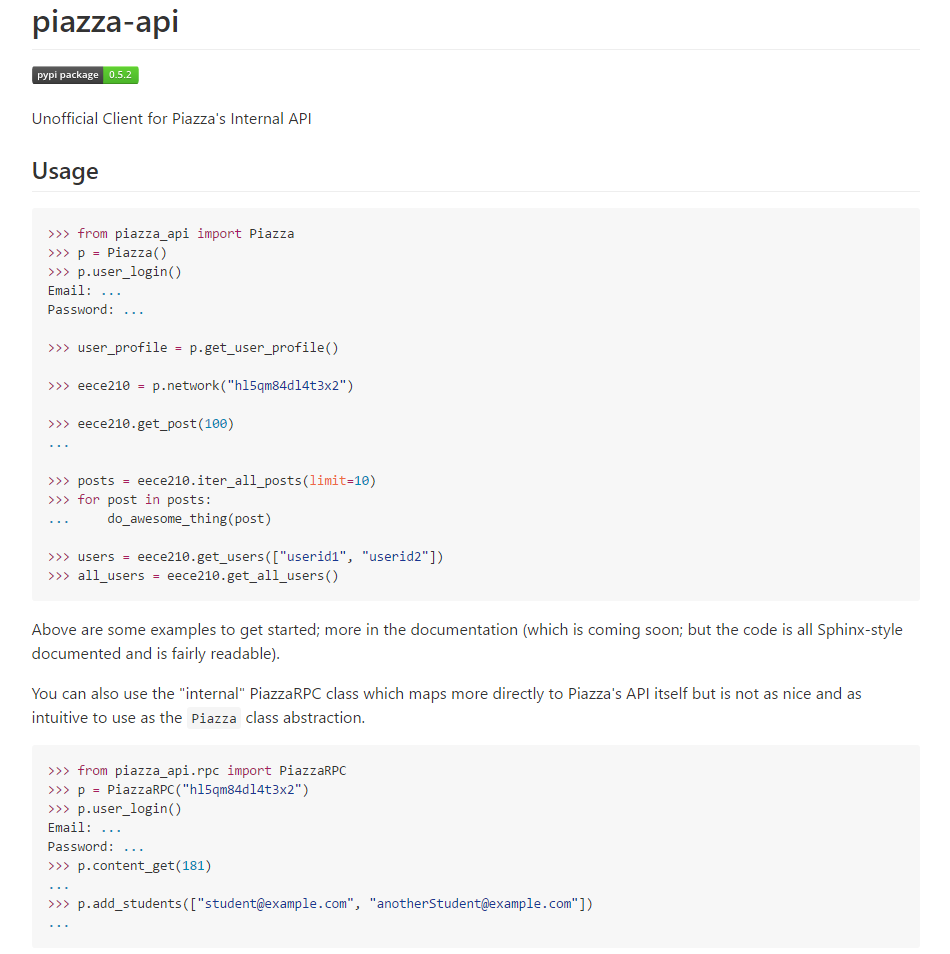 piazza-api
pypi package 0.5.2
Unofficial Client for Piazza's Internal API
Usage
>>> from piazza_api import Piazza
>>> p = Piazza()
>>> p.user_login()
Email: ...
Password: ...
>>> user_profile = p.get_user_profile()
>>> eece210 = p.network("hl5qm84dl4t3x2")
>>> eece210.get_post(100)
...
>>> posts = eece210.iter_all_posts(limit=10)
>>> for post in posts:
...     do_awesome_thing(post)
>>> users = eece210.get_users(["userid1", "userid2"])
>>> all_users = eece210.get_all_users()
Above are some examples to get started; more in the documentation (which is coming soon; but the code is all Sphinx-style
documented and is fairly readable).
You can also use the "internal" PiazzaRPC class which maps more directly to Piazza's API itself but is not as nice and as
intuitive to use as the Piazza class abstraction.
>>> from piazza_api.rpc import PiazzaRPC
>>> p = PiazzaRPC("hl5qm84dl4t3x2")
>>> p.user_login()
Email: ...
Password: ...
>>> p.content_get(181)
...
>>> p.add_students(["student@example.com", "anotherStudent@example.com"])
...